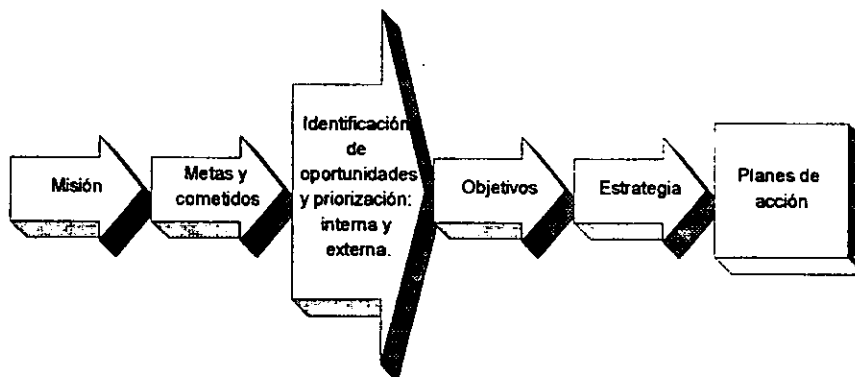 Misión
Metas y
cometidos
Identificación
de
oportunidades
y priorización:
interna y
externa.
Objetivos
Estrategia
Planes de
acción